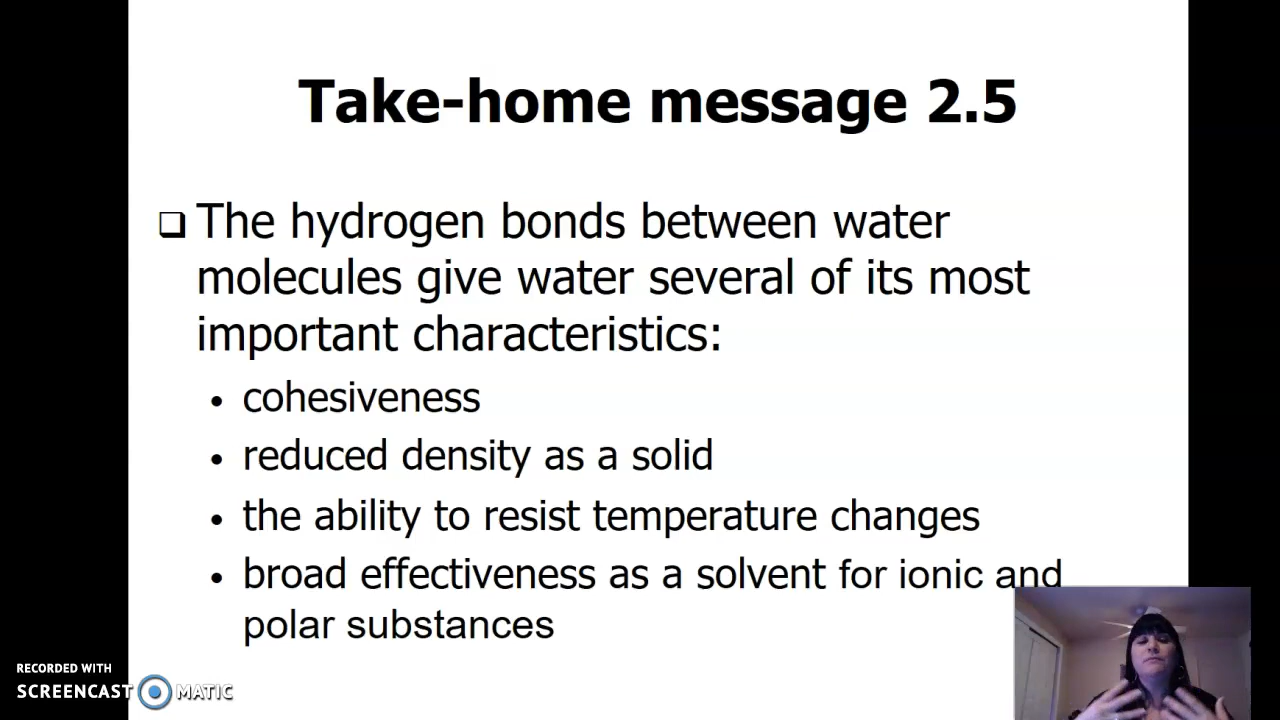 Take-home message 2.5
❑ The hydrogen bonds between water
molecules give water several of its most
important characteristics:
• cohesiveness
• reduced density as a solid
• the ability to resist temperature changes
• broad effectiveness as a solvent for ionic and
polar substances
RECORDED WITH
SCREENCAST MATIC